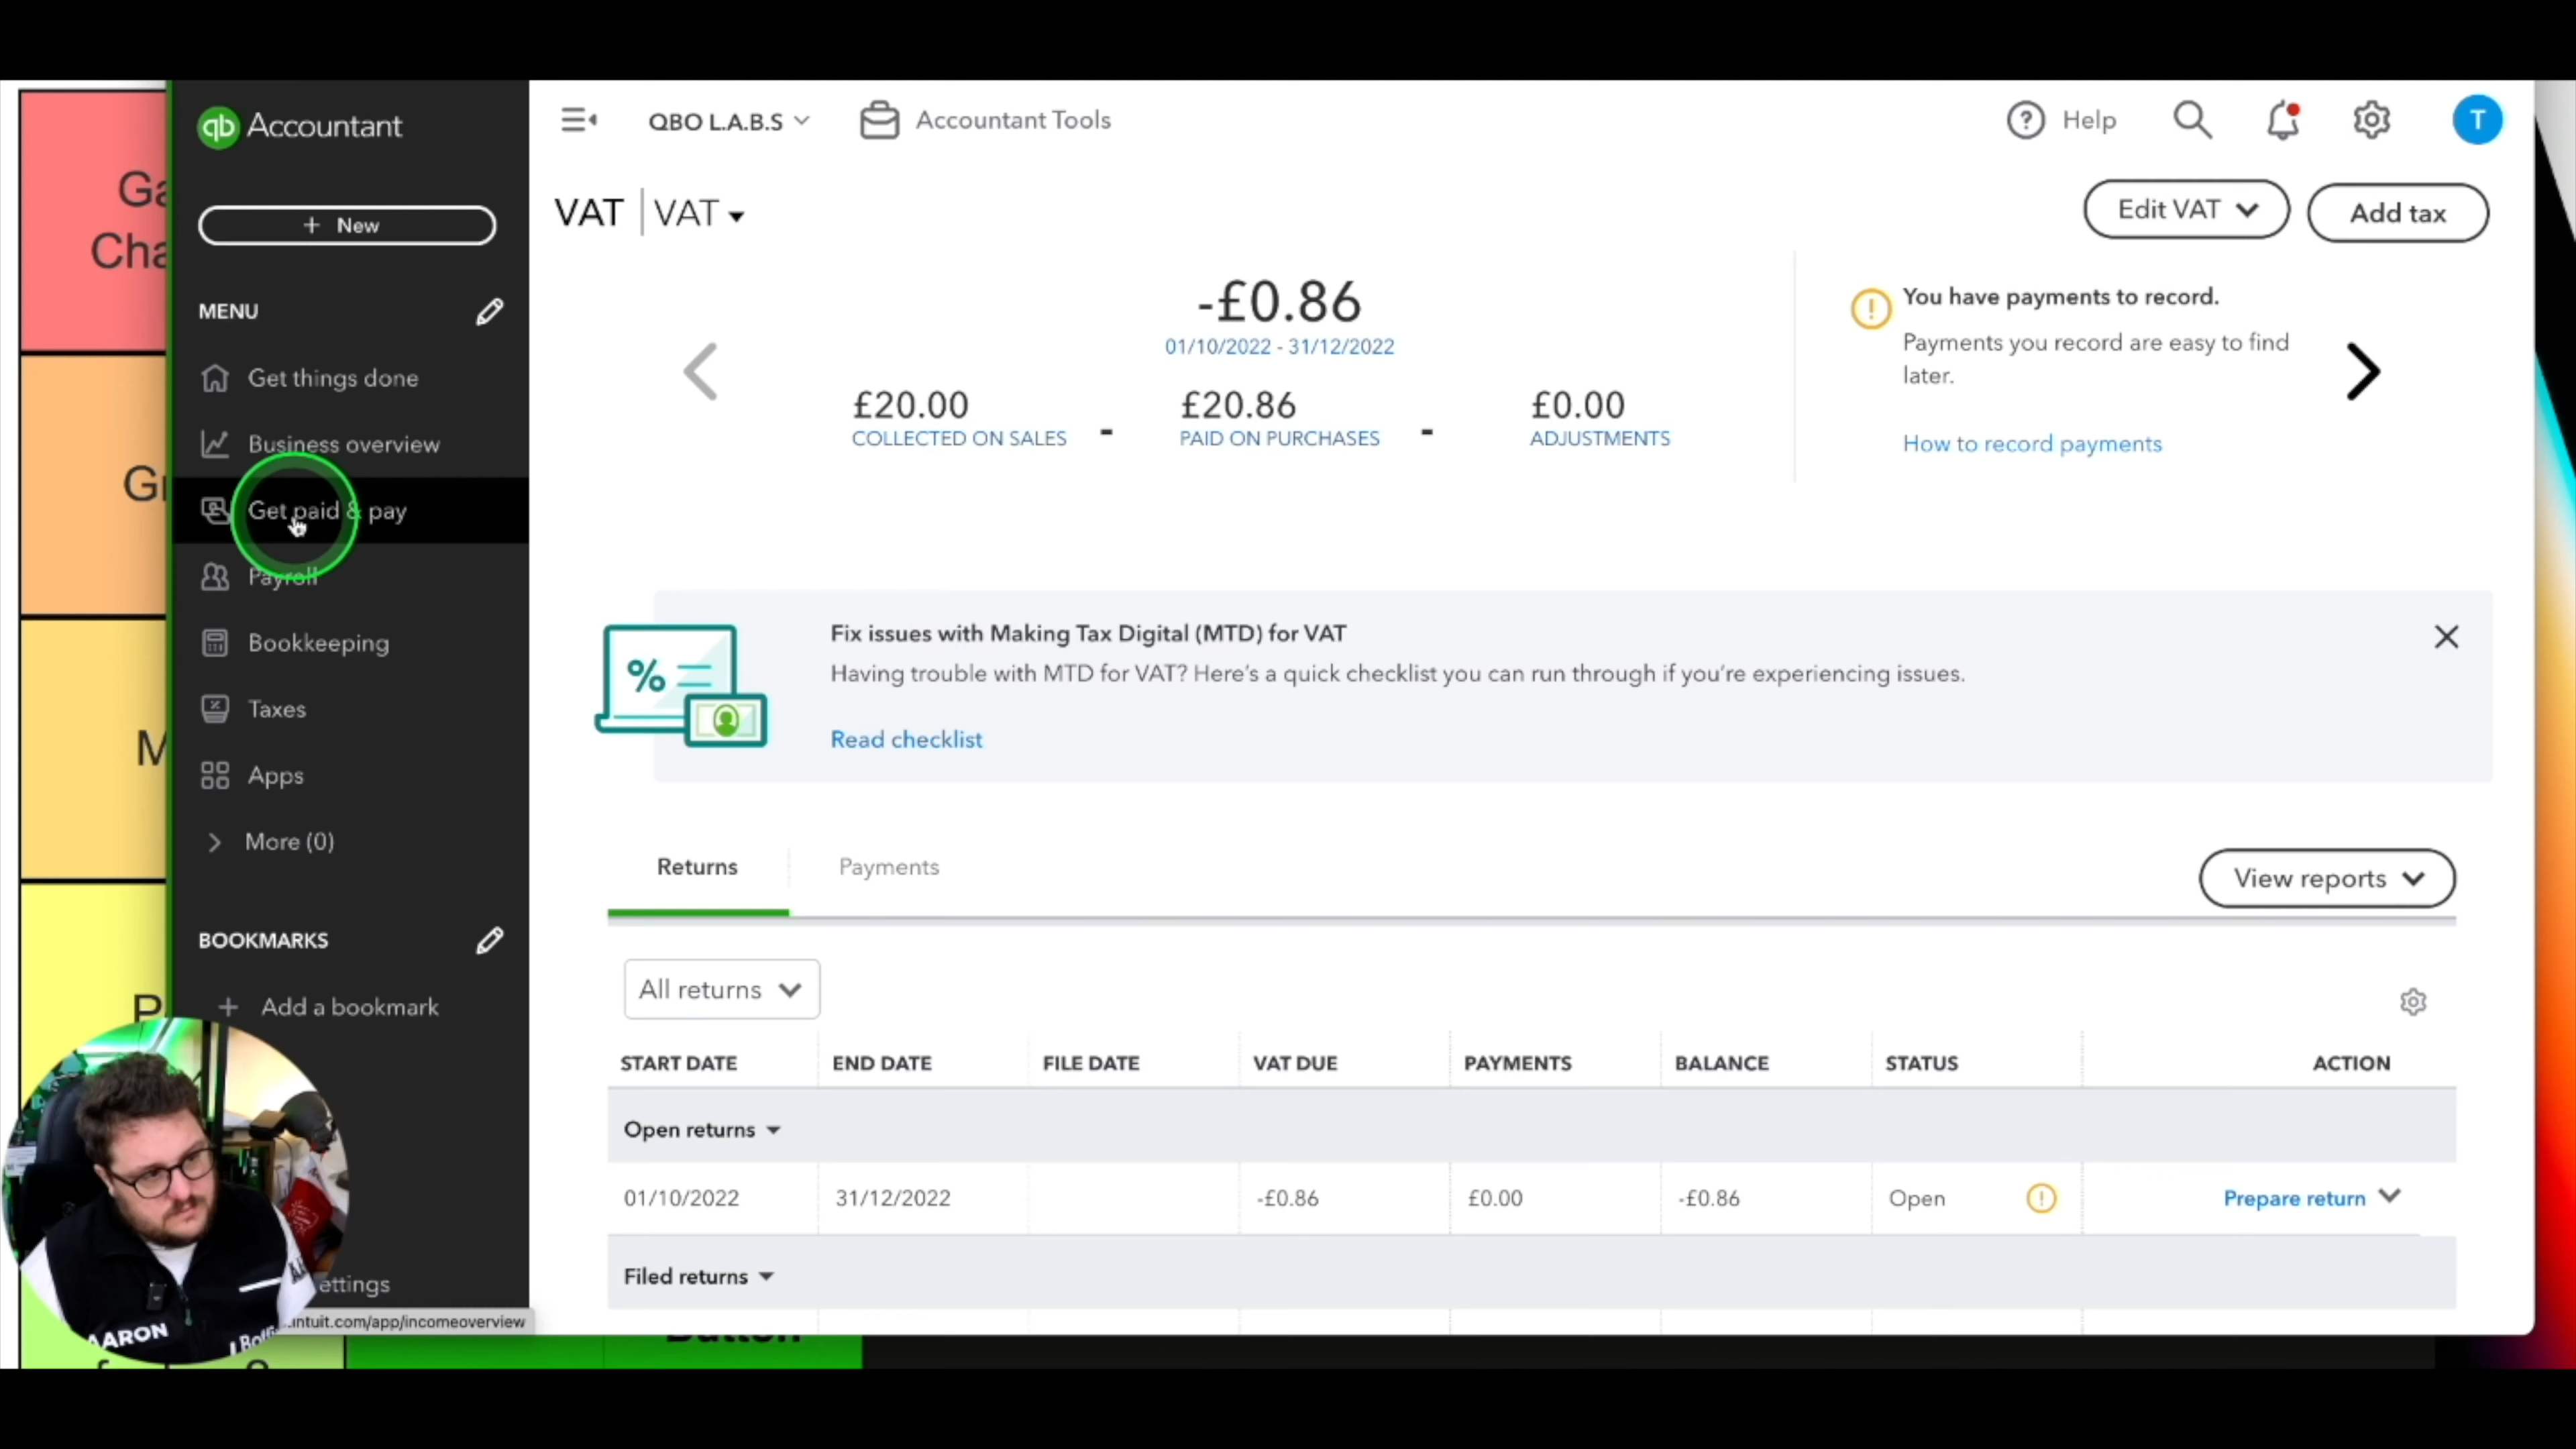 qb Accountant
+ New
MENU
Get things done
Business overview
Get paid & pay
Payroll
Bookkeeping
Taxes
Apps
More (0)
BOOKMARKS
+ Add a bookmark
ettings
.intuit.com/app/incomeoverview
QBO L.A.B.S
Accountant Tools
Help
T
VAT | VAT
Edit VAT
Add tax
-£0.86
01/10/2022 - 31/12/2022
£20.00 - £20.86 - £0.00
COLLECTED ON SALES PAID ON PURCHASES ADJUSTMENTS
You have payments to record.
Payments you record are easy to find
later.
How to record payments
%
Fix issues with Making Tax Digital (MTD) for VAT
Having trouble with MTD for VAT? Here's a quick checklist you can run through if you're experiencing issues.
Read checklist
Returns Payments
View reports
All returns
START DATE END DATE FILE DATE VAT DUE PAYMENTS BALANCE STATUS ACTION
Open returns
01/10/2022 31/12/2022 -£0.86 £0.00 -£0.86 Open Prepare return
Filed returns
Ga
Cha
Gr
M
P
AARON